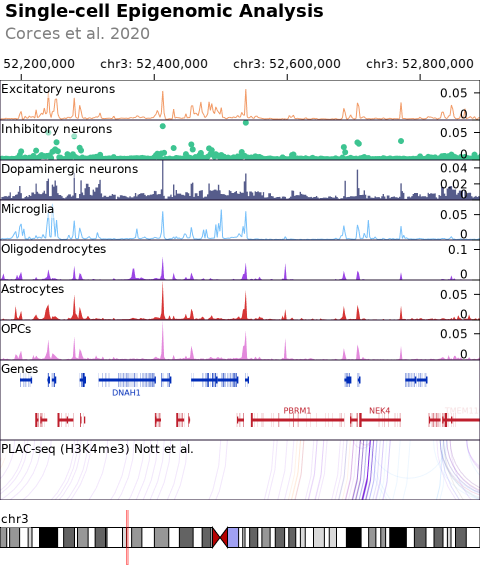 Single-cell Epigenomic Analysis
Corces et al. 2020
52,200,000 chr3: 52,400,000 chr3: 52,600,000 chr3: 52,800,000
Excitatory neurons 0.05
0
Inhibitory neurons 0.05
0
Dopaminergic neurons 0.04
0.02
0
Microglia 0.05
0
Oligodendrocytes 0.1
0
Astrocytes 0.05
0
OPCs 0.05
0
Genes
DNAH1
PBRM1 NEK4
PLAC-seq (H3K4me3) Nott et al.
chr3